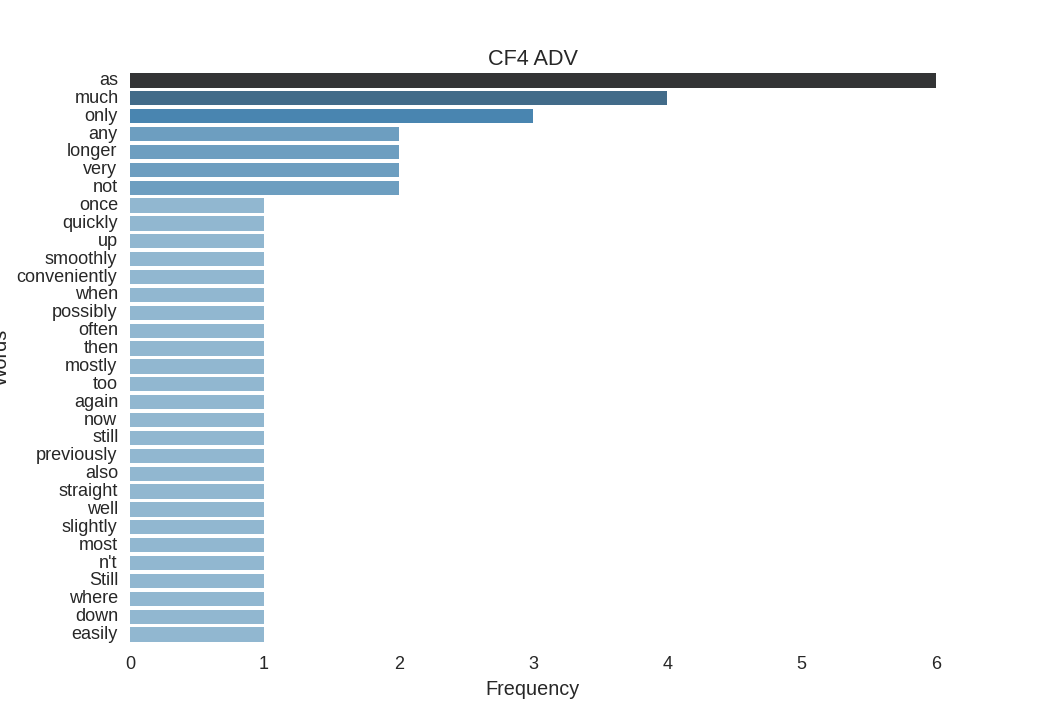 CF4 ADV
as
much
only
any
longer
very
not
once
quickly
up
smoothly
conveniently
when
possibly
often
then
mostly
too
again
now
still
previously
also
straight
well
slightly
most
n't
Still
where
down
easily
Words
0 1 2 3 4 5 6
Frequency